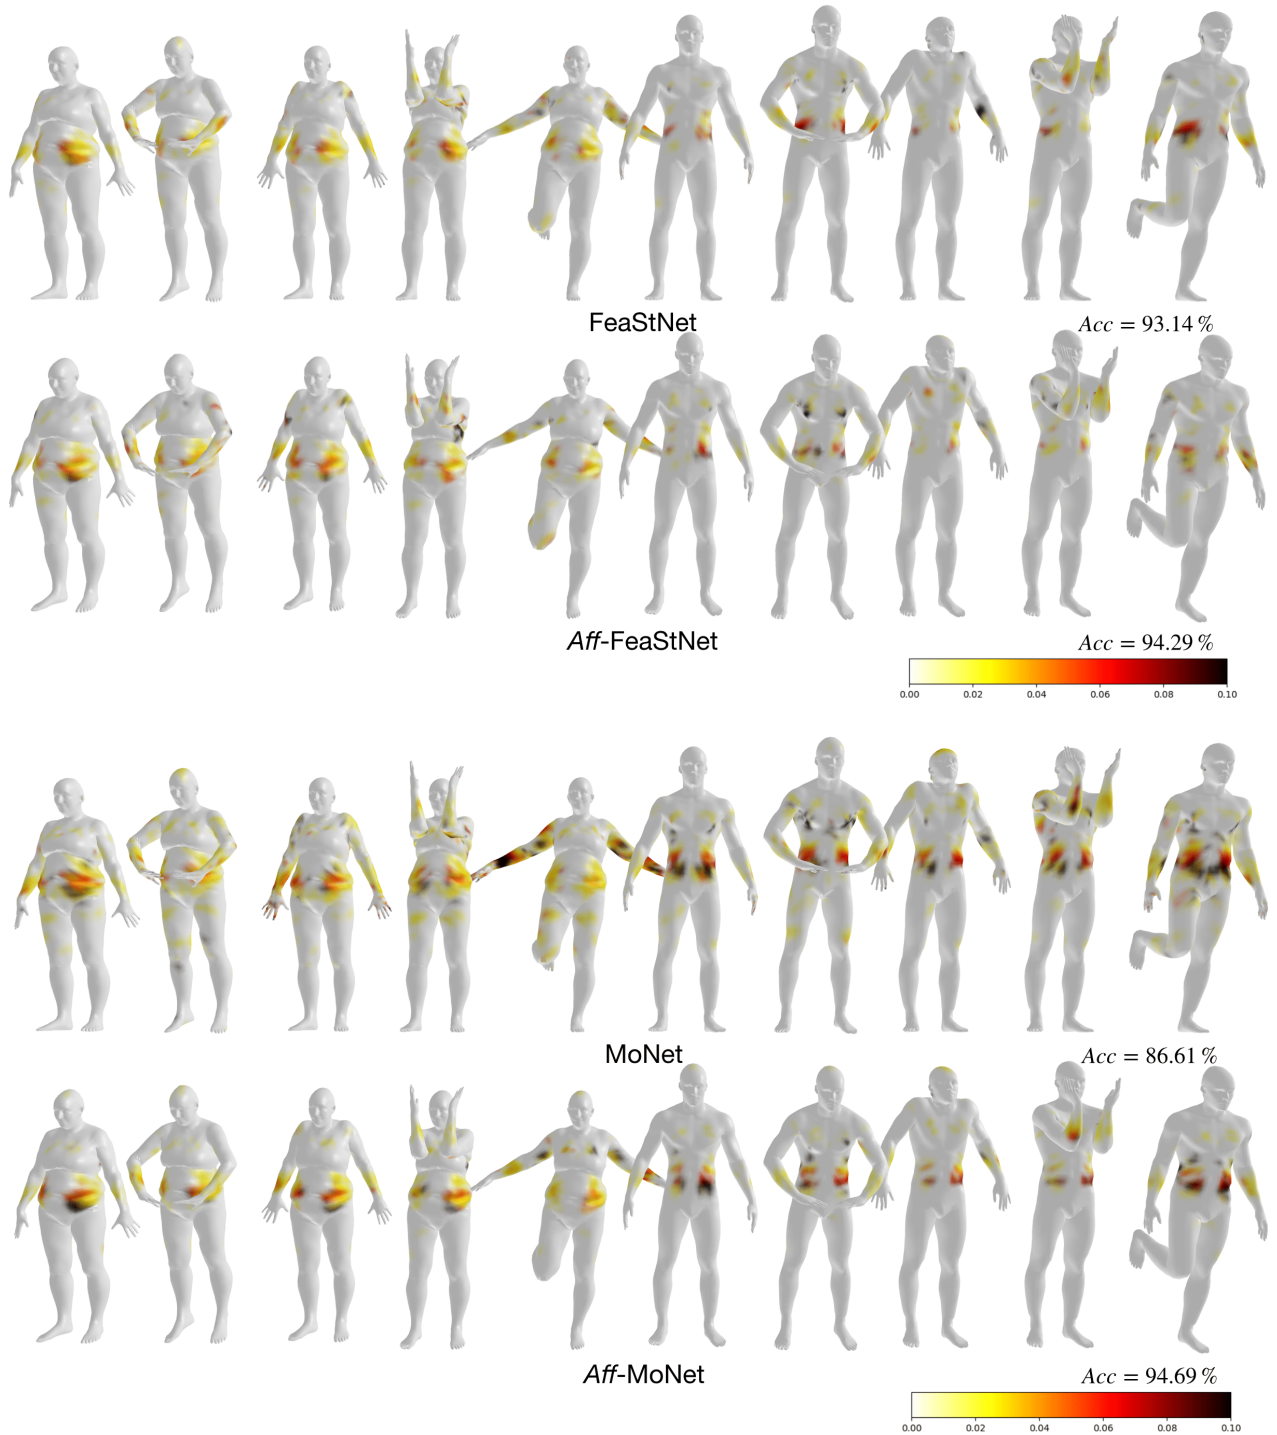 FeaStNet
Acc = 93.14 %
Aff-FeaStNet
Acc = 94.29 %
0.00 0.02 0.04 0.06 0.08 0.10
MoNet
Acc = 86.61 %
Aff-MoNet
Acc = 94.69 %
0.00 0.02 0.04 0.06 0.08 0.10